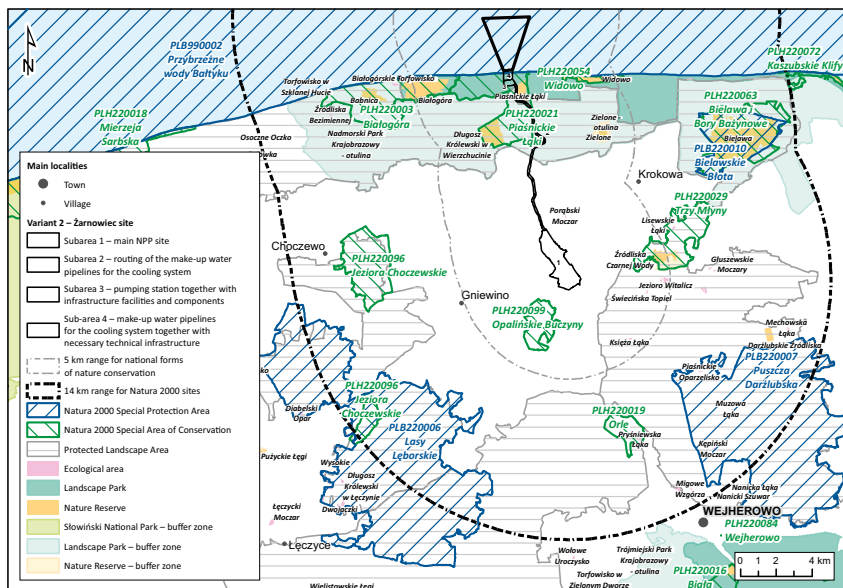 N
PLB990002
Przybrzeżne
wody Bałtyku
PLH220018
Mierzeja
Sarbska
Torfowisko w
Szklanej Hucie
Białogórskie Torfowisko
Babnica
Białogóra
Źródliska
Bezimienne
PLH220003
Białogóra
Nadmorski Park
Krajobrazowy
-otulina
Osoczne Oczko
Długosz
Królewski w
Wierzchucinie
4
3
Piaśnickie Łąki
PLH220054
Widowo
Widowo
PLH220021
Piaśnickie
Łąki
Zielone -
otulina
Zielone
PLH220072
Kaszubskie Klify
PLH220063
Bielawa i
Bory Bażynowe
Bielawa
PLB220010
Bielawskie
Błota
Krokowa
PLH220029
Trzy Młyny
Lisewskie
Łąki
Porąbski
Moczar
1
Źródliska
Czarnej Wody
Głuszewskie
Moczary
Jezioro Witalicz
Świecińska Topiel
Choczewo
PLH220096
Jeziora Choczewskie
Gniewino
PLH220099
Opalińskie Buczyny
Księża Łąka
Mechowska
Łąka
Darżlubskie Źródliska
PLB220007
Puszcza
Darżlubska
Piaśnickie
Oparzelisko
Muzowa
Łąka
Kępiński
Moczar
PLH220096
Jeziora
Choczewskie
Diabelski
Opar
PLB220006
Lasy
Lęborskie
PLH220019
Orle
Pryśniewska
Łąka
Pużyckie Łęgi
Wysokie
Długosz
Królewski
w Łęczynie
Dwojaczki
Łęczycki
Moczar
Łęczyce
Migowe
Wzgórza
Nanicka Łąka
Nanicki Szuwar
WEJHEROWO
PLH220084
Wejherowo
Wołowe
Uroczysko
Trójmiejski Park
Krajobrazowy
-otulina
Torfowisko w
Zielonym Dworze
Wielistowskie Łęgi
PLH220016
Biała
0 2 4 km
Main localities
Town
Village
Variant 2 – Żarnowiec site
Subarea 1 – main NPP site
Subarea 2 – routing of the make-up water
pipelines for the cooling system
Subarea 3 – pumping station together with
infrastructure facilities and components
Sub-area 4 – make-up water pipelines
for the cooling system together with
necessary technical infrastructure
5 km range for national forms
of nature conservation
14 km range for Natura 2000 sites
Natura 2000 Special Protection Area
Natura 2000 Special Area of Conservation
Protected Landscape Area
Ecological area
Landscape Park
Nature Reserve
Słowiński National Park – buffer zone
Landscape Park – buffer zone
Nature Reserve – buffer zone